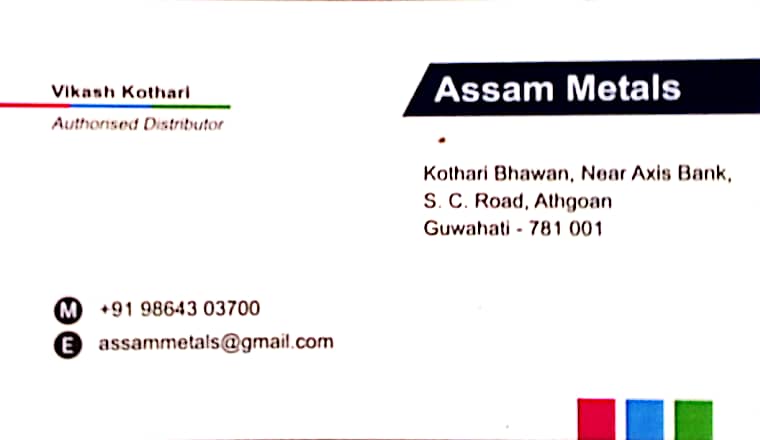 Vikash Kothari
Authorised Distributor
Assam Metals
Kothari Bhawan, Near Axis Bank,
S. C. Road, Athgoan
Guwahati - 781 001
M +91 98643 03700
E assammetals@gmail.com